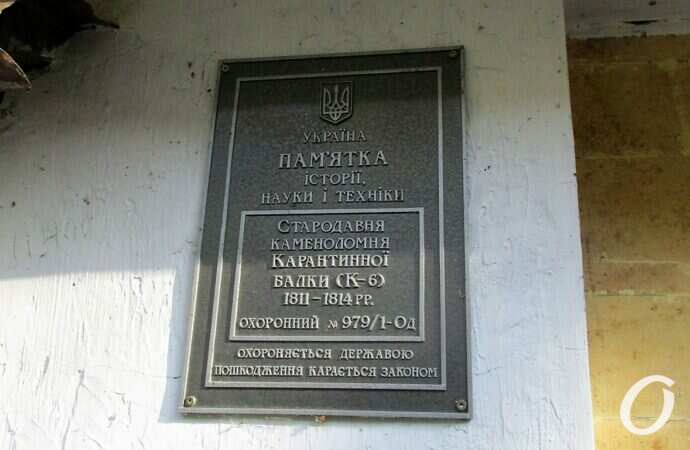 УКРАЇНА
ПАМ'ЯТКА
ІСТОРІЇ,
НАУКИ І ТЕХНІКИ
СТАРОДАВНЯ
КАМЕНОЛОМНЯ
КАРАНТИННОЇ
БАЛКИ (К-6)
1811-1814 РР.
ОХОРОННИЙ № 979/1-Од
ОХОРОНЯЄТЬСЯ ДЕРЖАВОЮ
ПОШКОДЖЕННЯ КАРАЄТЬСЯ ЗАКОНОМ
О